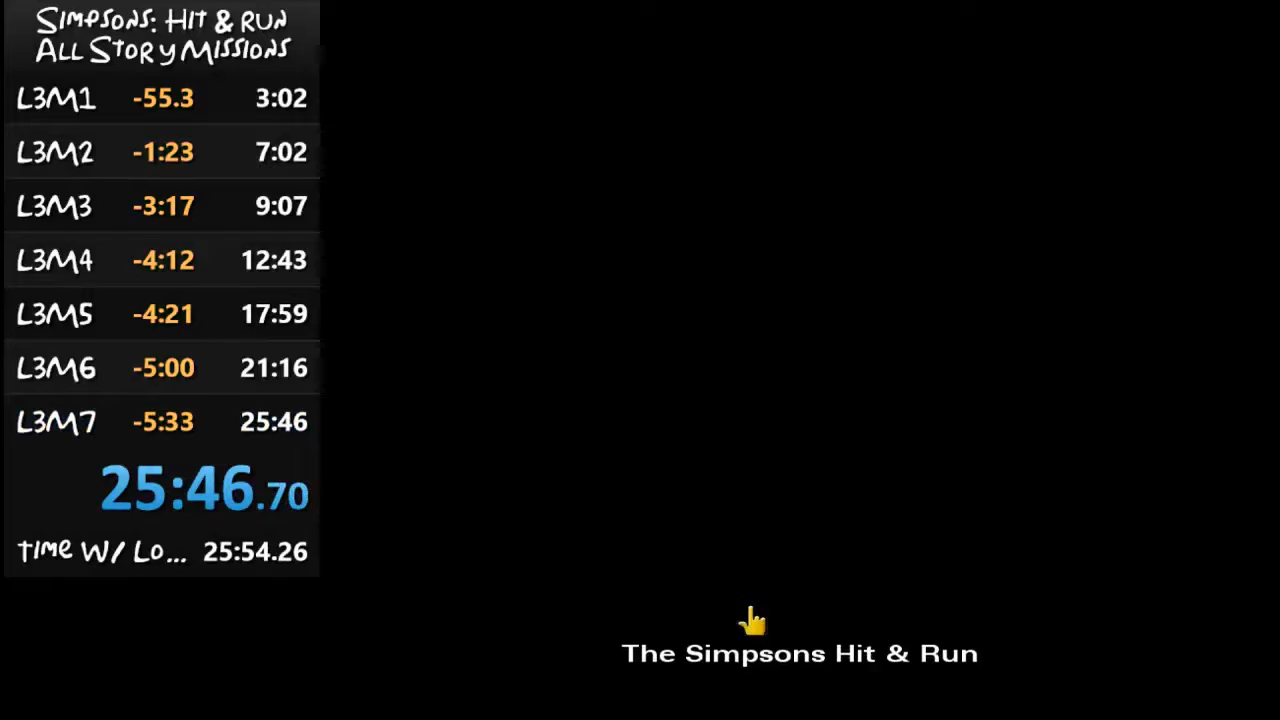 Simpsons: Hit & Run
All Story Missions
L3M1 -55.3 3:02
L3M2 -1:23 7:02
L3M3 -3:17 9:07
L3M4 -4:12 12:43
L3M5 -4:21 17:59
L3M6 -5:00 21:16
L3M7 -5:33 25:46
25:46.70
Time w/ Lo... 25:54.26
The Simpsons Hit & Run